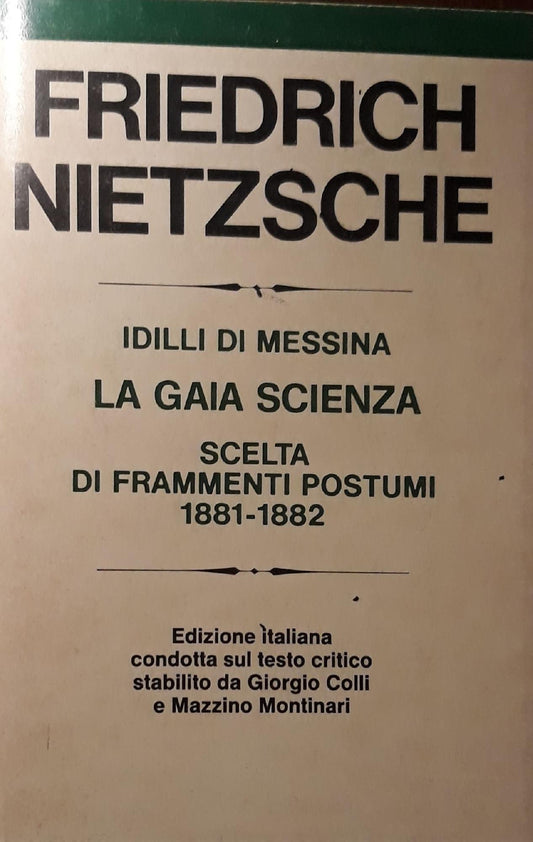 FRIEDRICH
NIETZSCHE
IDILLI DI MESSINA
LA GAIA SCIENZA
SCELTA
DI FRAMMENTI POSTUMI
1881-1882
Edizione italiana
condotta sul testo critico
stabilito da Giorgio Colli
e Mazzino Montinari